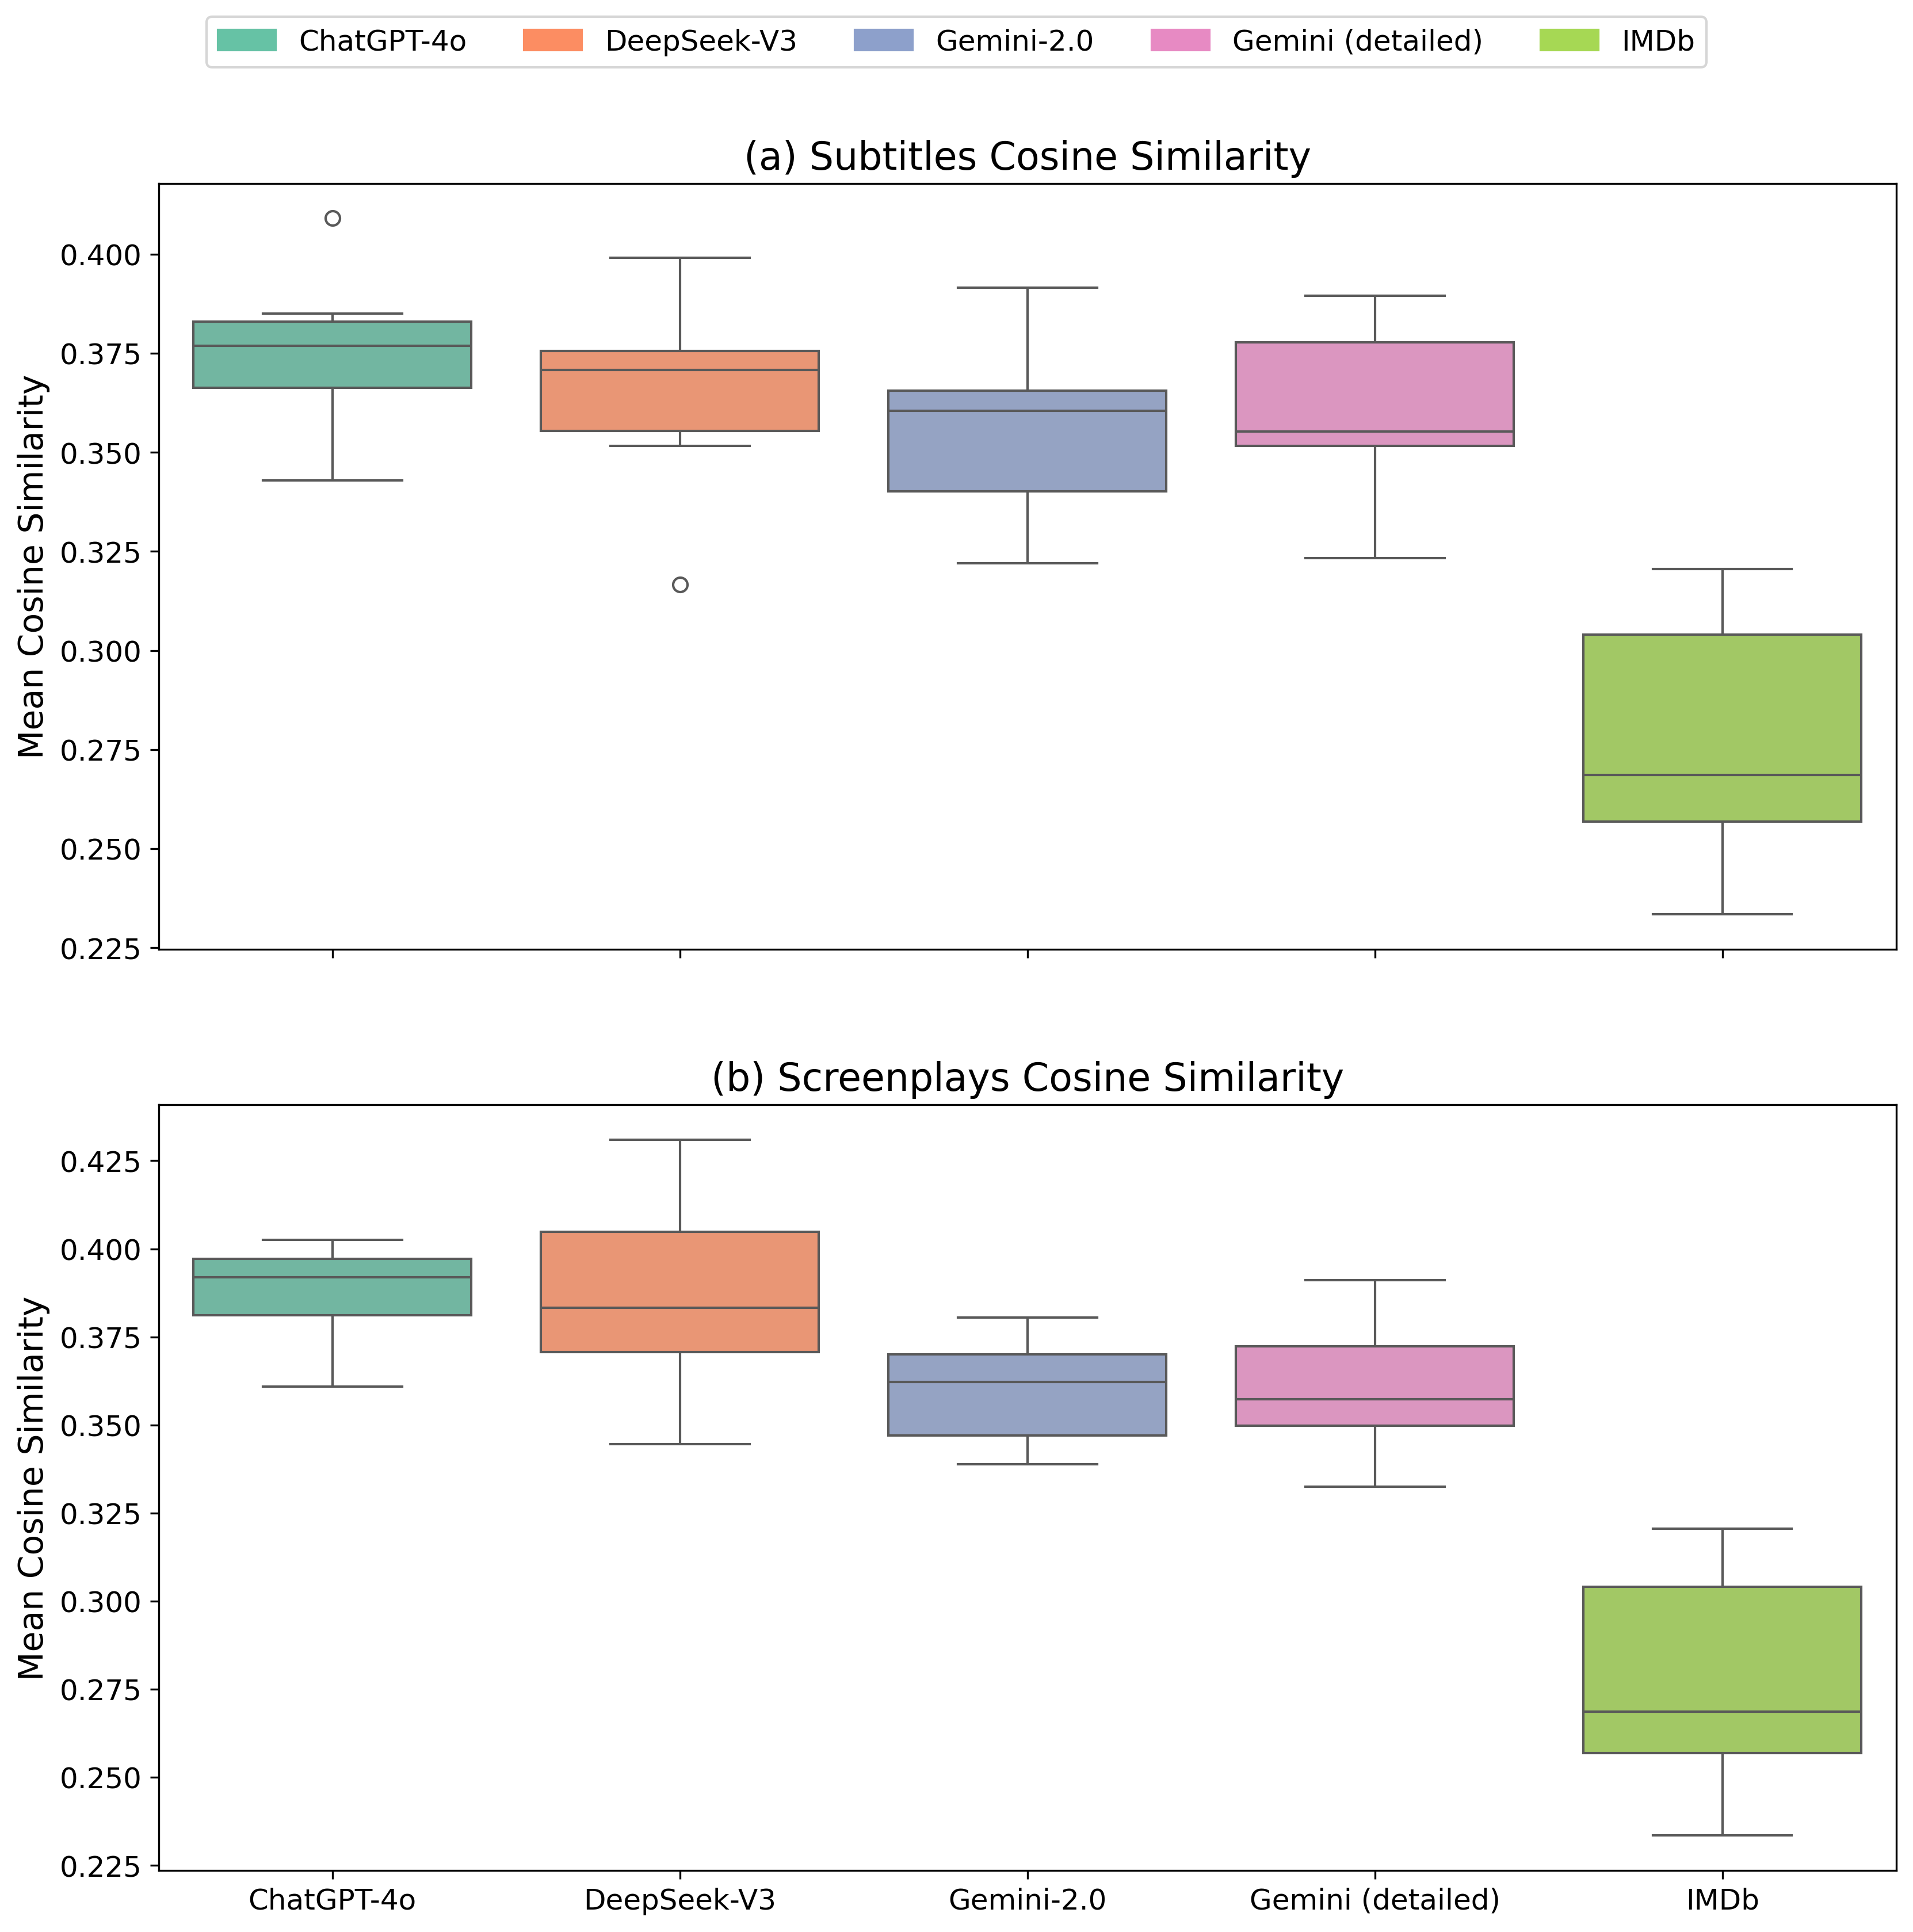 ChatGPT-4o DeepSeek-V3 Gemini-2.0 Gemini (detailed) IMDb
(a) Subtitles Cosine Similarity
Mean Cosine Similarity
0.400
0.375
0.350
0.325
0.300
0.275
0.250
0.225
(b) Screenplays Cosine Similarity
Mean Cosine Similarity
0.425
0.400
0.375
0.350
0.325
0.300
0.275
0.250
0.225
ChatGPT-4o DeepSeek-V3 Gemini-2.0 Gemini (detailed) IMDb